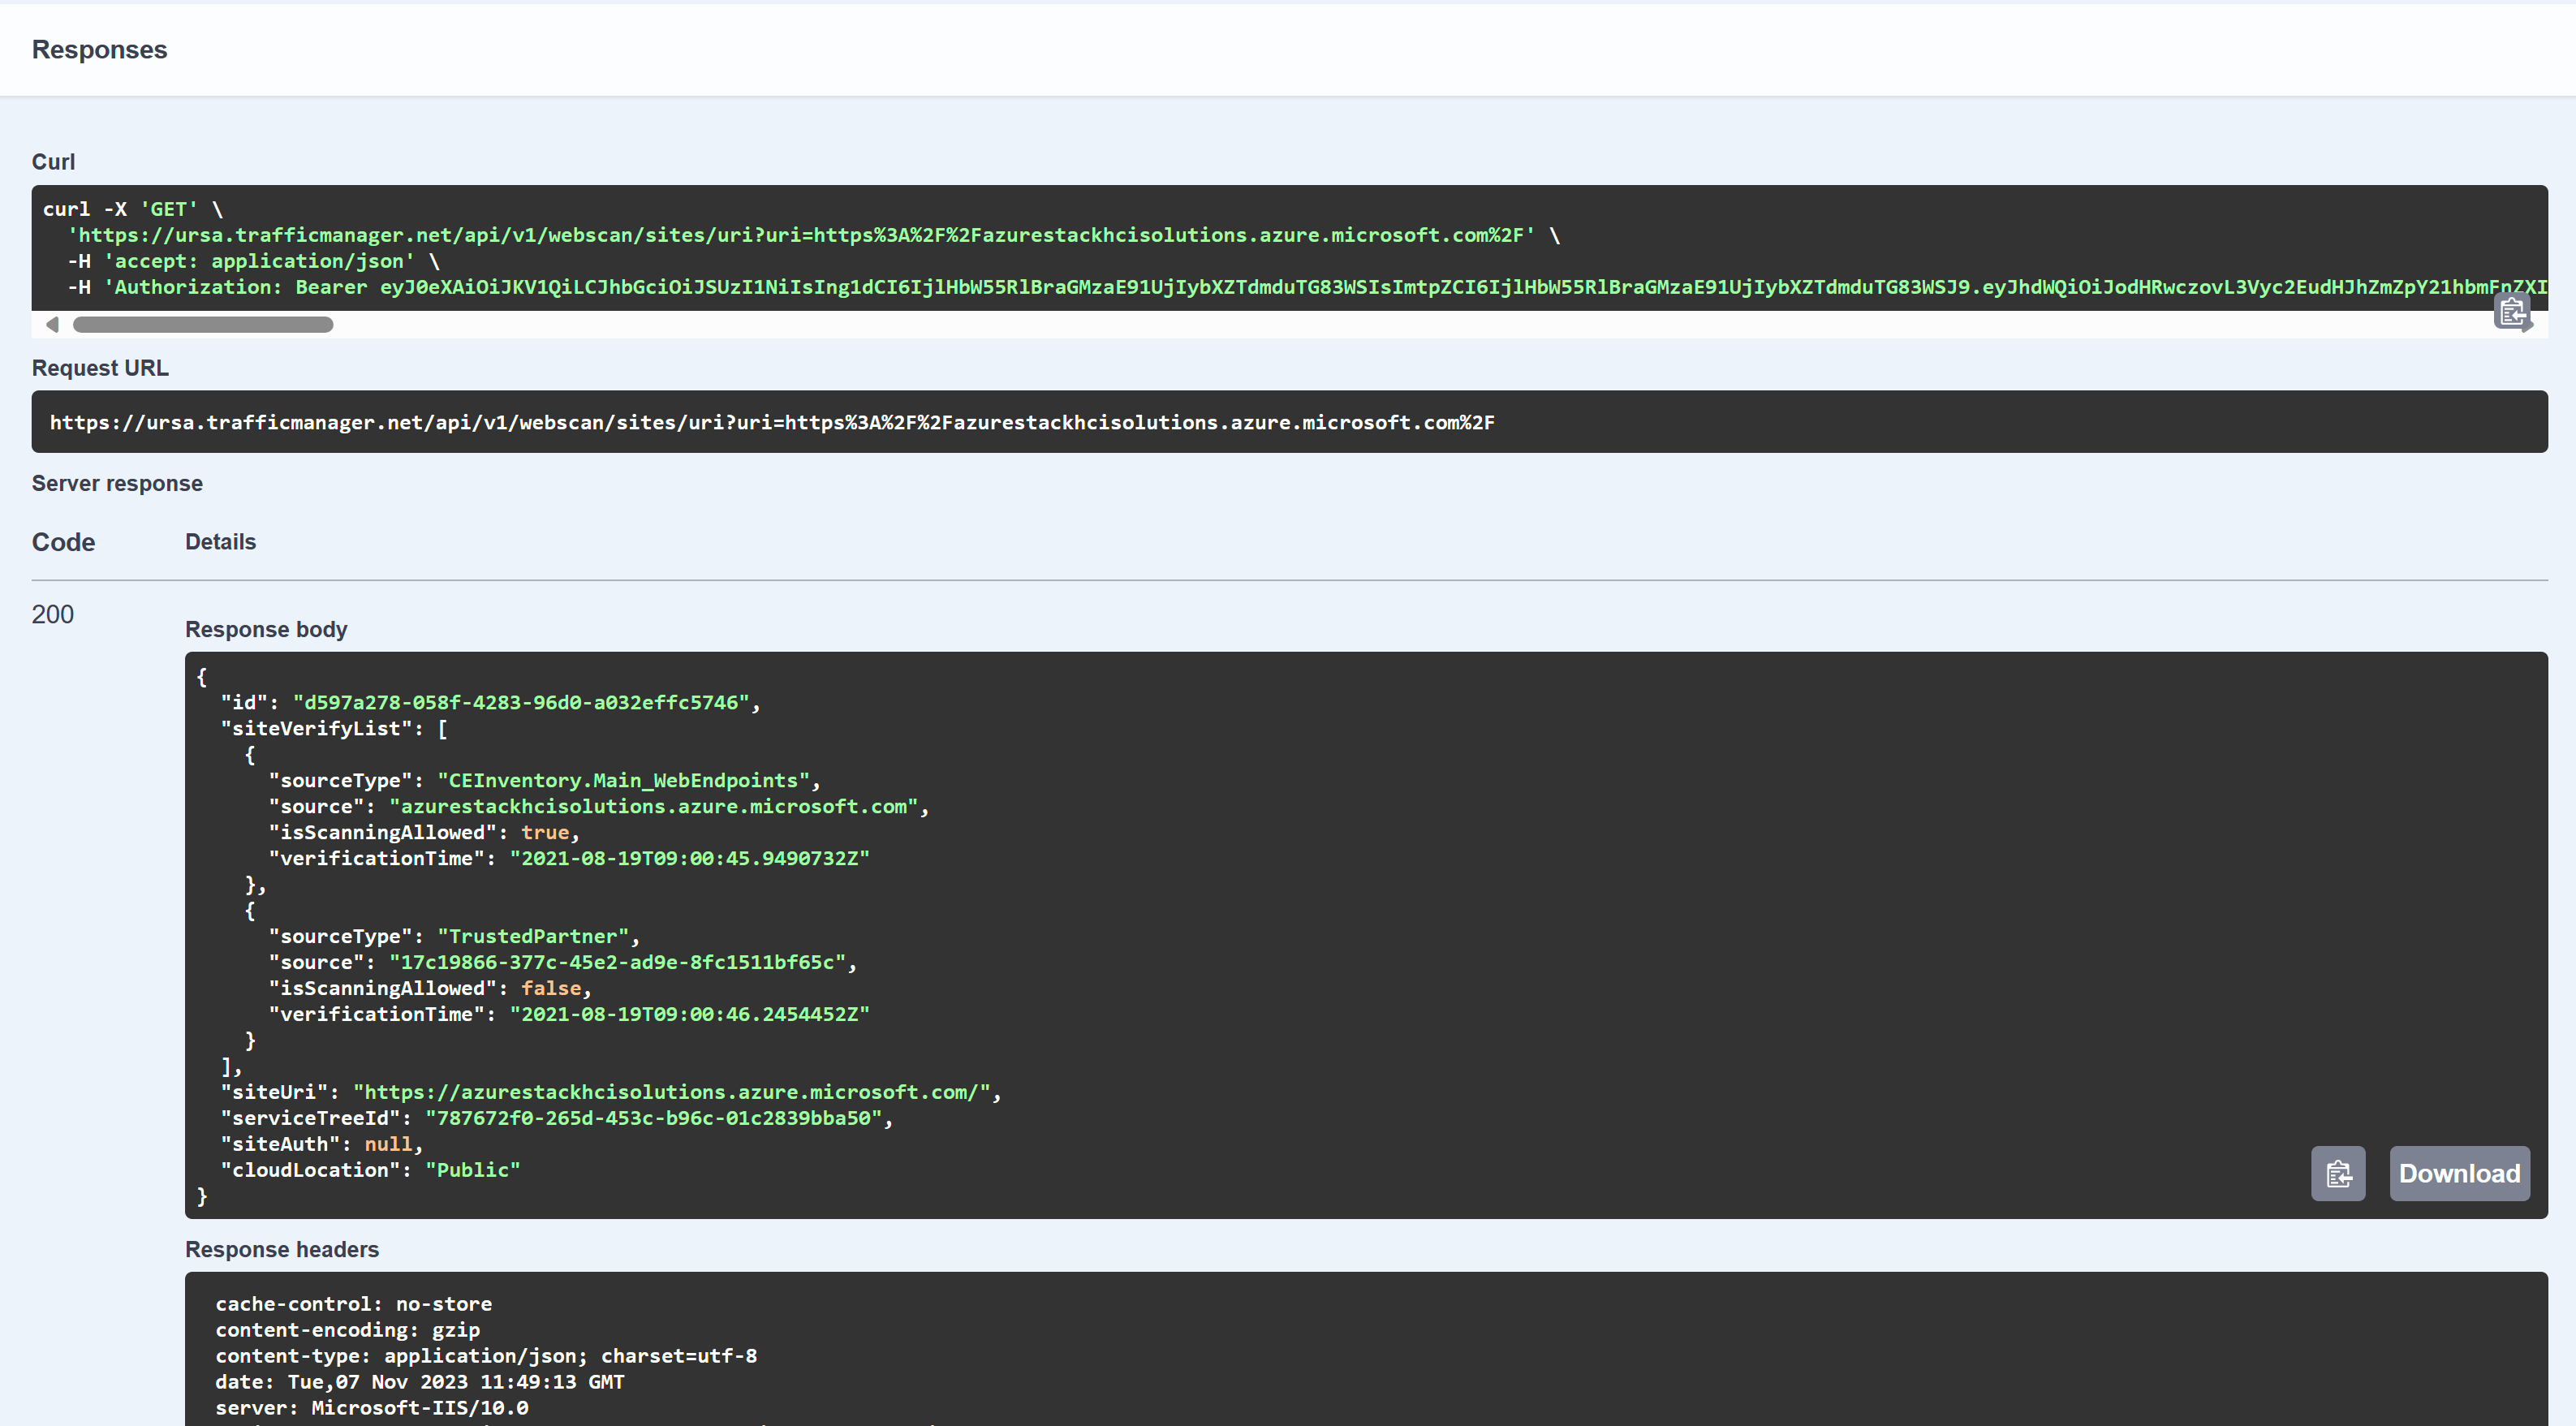 Responses
Curl
curl -X 'GET' \
'https://ursa.trafficmanager.net/api/v1/webscan/sites/uri?uri=https%3A%2F%2Fazurestackhcisolutions.azure.microsoft.com%2F' \
-H 'accept: application/json' \
-H 'Authorization: Bearer eyJ0eXAiOiJKV1QiLCJhbGciOiJSUzI1NiIsIng1dCI6IjlHbW55RlBraGMzaE91UjIybXZTdmduTG83WSIsImtpZCI6IjlHbW55RlBraGMzaE91UjIybXZTdmduTG83WSJ9.eyJhdWQiOiJodHRwczovL3Vyc2EudHJhZmZpY21hbmFnZXI
Request URL
https://ursa.trafficmanager.net/api/v1/webscan/sites/uri?uri=https%3A%2F%2Fazurestackhcisolutions.azure.microsoft.com%2F
Server response
Code Details
200
Response body
{
"id": "d597a278-058f-4283-96d0-a032effc5746",
"siteVerifyList": [
{
"sourceType": "CEInventory.Main_WebEndpoints",
"source": "azurestackhcisolutions.azure.microsoft.com",
"isScanningAllowed": true,
"verificationTime": "2021-08-19T09:00:45.9490732Z"
},
{
"sourceType": "TrustedPartner",
"source": "17c19866-377c-45e2-ad9e-8fc1511bf65c",
"isScanningAllowed": false,
"verificationTime": "2021-08-19T09:00:46.2454452Z"
}
],
"siteUri": "https://azurestackhcisolutions.azure.microsoft.com/",
"serviceTreeId": "787672f0-265d-453c-b96c-01c2839bba50",
"siteAuth": null,
"cloudLocation": "Public"
}
Download
Response headers
cache-control: no-store
content-encoding: gzip
content-type: application/json; charset=utf-8
date: Tue,07 Nov 2023 11:49:13 GMT
server: Microsoft-IIS/10.0